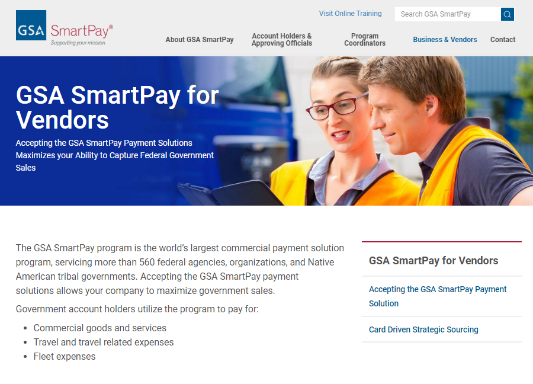 Visit Online Training
Search GSA SmartPay
GSA SmartPay®
Supporting your mission
About GSA SmartPay
Account Holders &
Approving Officials
Program
Coordinators
Business & Vendors
Contact
GSA SmartPay for
Vendors
Accepting the GSA SmartPay Payment Solutions
Maximizes your Ability to Capture Federal Government
Sales
The GSA SmartPay program is the world's largest commercial payment solution
program, servicing more than 560 federal agencies, organizations, and Native
American tribal governments. Accepting the GSA SmartPay payment
solutions allows your company to maximize government sales.
Government account holders utilize the program to pay for:
• Commercial goods and services
• Travel and travel related expenses
• Fleet expenses
GSA SmartPay for Vendors
Accepting the GSA SmartPay Payment
Solution
Card Driven Strategic Sourcing